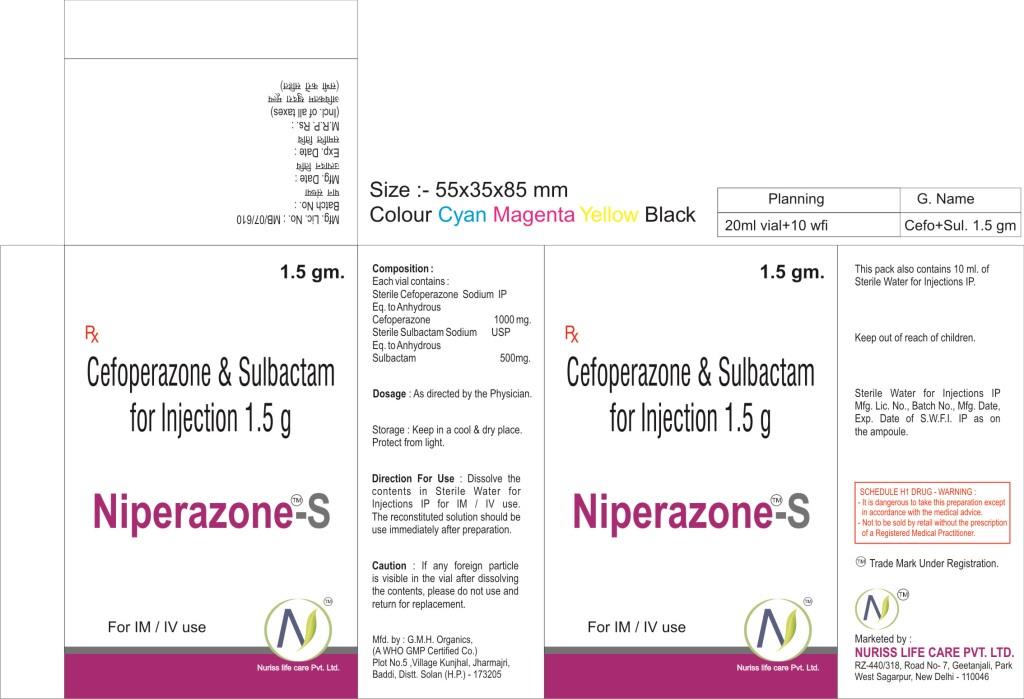 Mfg. Lic. No. : MB/07/610
Batch No. :
घान संख्या
Mfg. Date :
उत्पादन तिथि
Exp. Date :
समाप्ति तिथि
M.R.P. Rs. :
(Incl. of all taxes)
अधिकतम खुदरा मूल्य
(सभी करों सहित)
Size :- 55x35x85 mm
Colour Cyan Magenta Yellow Black
Planning G. Name
20ml vial+10 wfi Cefo+Sul. 1.5 gm
1.5 gm.
Rx
Cefoperazone & Sulbactam
for Injection 1.5 g
Niperazone™-S
For IM / IV use
N ™
Nuriss life care Pvt. Ltd.
Composition :
Each vial contains :
Sterile Cefoperazone Sodium IP
Eq. to Anhydrous
Cefoperazone 1000 mg.
Sterile Sulbactam Sodium USP
Eq. to Anhydrous
Sulbactam 500mg.
Dosage : As directed by the Physician.
Storage : Keep in a cool & dry place.
Protect from light.
Direction For Use : Dissolve the
contents in Sterile Water for
Injections IP for IM / IV use.
The reconstituted solution should be
use immediately after preparation.
Caution : If any foreign particle
is visible in the vial after dissolving
the contents, please do not use and
return for replacement.
Mfd. by : G.M.H. Organics,
(A WHO GMP Certified Co.)
Plot No.5 ,Village Kunjhal, Jharmajri,
Baddi, Distt. Solan (H.P.) - 173205
1.5 gm.
Rx
Cefoperazone & Sulbactam
for Injection 1.5 g
Niperazone™-S
For IM / IV use
N ™
Nuriss life care Pvt. Ltd.
This pack also contains 10 ml. of
Sterile Water for Injections IP.
Keep out of reach of children.
Sterile Water for Injections IP
Mfg. Lic. No., Batch No., Mfg. Date,
Exp. Date of S.W.F.I. IP as on
the ampoule.
SCHEDULE H1 DRUG - WARNING :
- It is dangerous to take this preparation except
in accordance with the medical advice.
- Not to be sold by retail without the prescription
of a Registered Medical Practitioner.
™ Trade Mark Under Registration.
N ™
Marketed by :
NURISS LIFE CARE PVT. LTD.
RZ-440/318, Road No- 7, Geetanjali, Park
West Sagarpur, New Delhi - 110046